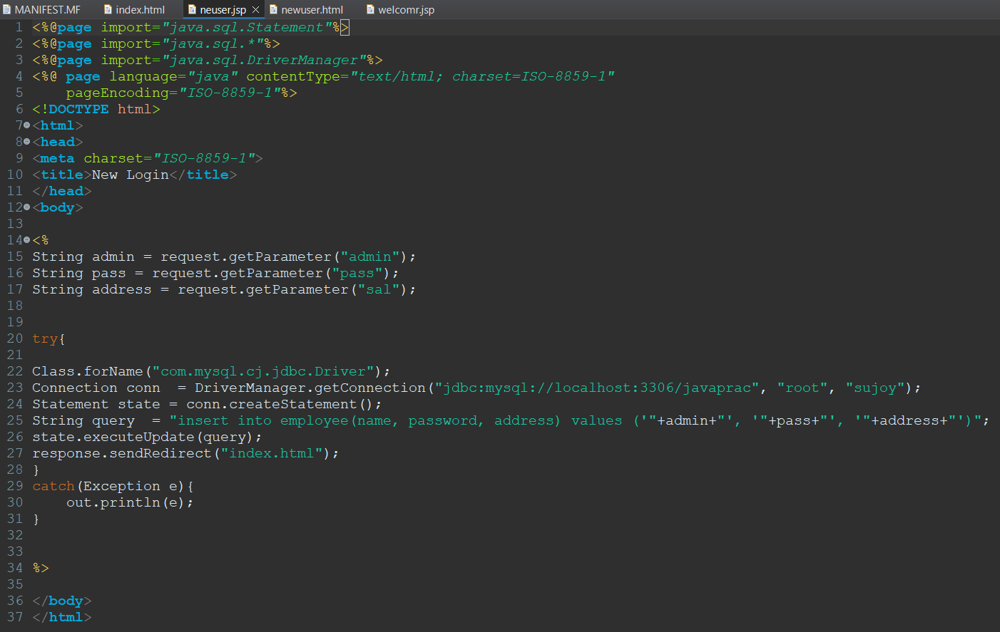 MANIFEST.MF index.html neuser.jsp newuser.html welcomr.jsp
1 <%@page import="java.sql.Statement"%>
2 <%@page import="java.sql.*"%>
3 <%@page import="java.sql.DriverManager"%>
4 <%@ page language="java" contentType="text/html; charset=ISO-8859-1"
5     pageEncoding="ISO-8859-1"%>
6 <!DOCTYPE html>
7 <html>
8 <head>
9 <meta charset="ISO-8859-1">
10 <title>New Login</title>
11 </head>
12 <body>
13
14 <%
15 String admin = request.getParameter("admin");
16 String pass = request.getParameter("pass");
17 String address = request.getParameter("sal");
18
19
20 try{
21
22 Class.forName("com.mysql.cj.jdbc.Driver");
23 Connection conn  = DriverManager.getConnection("jdbc:mysql://localhost:3306/javaprac", "root", "sujoy");
24 Statement state = conn.createStatement();
25 String query  = "insert into employee(name, password, address) values ('"+admin+"', '"+pass+"', '"+address+"')";
26 state.executeUpdate(query);
27 response.sendRedirect("index.html");
28 }
29 catch(Exception e){
30     out.println(e);
31 }
32
33
34 %>
35
36 </body>
37 </html>